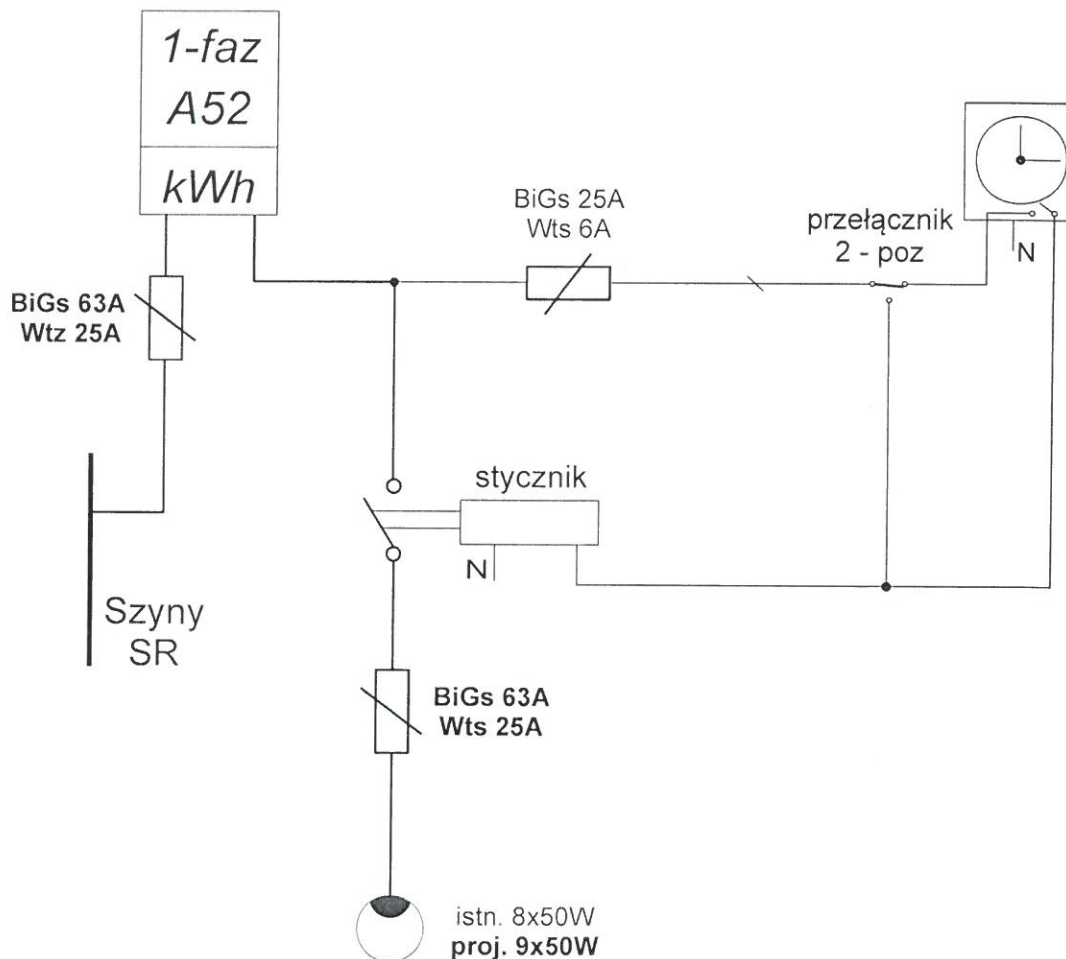 1-faz
A52
kWh
BiGs 25A
Wts 6A
przełącznik
2 - poz
N
BiGs 63A
Wtz 25A
stycznik
N
Szyny
SR
BiGs 63A
Wts 25A
istn. 8x50W
proj. 9x50W